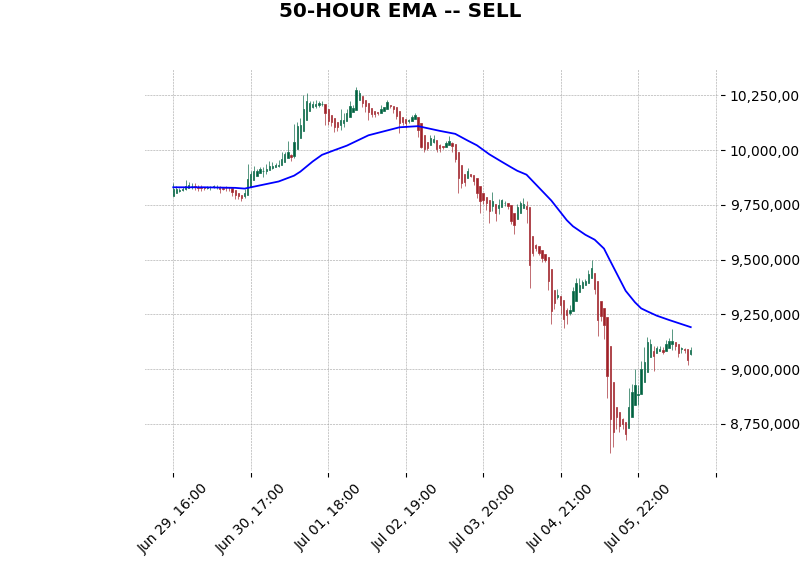 50-HOUR EMA -- SELL
10,250,00
10,000,00
9,750,000
9,500,000
9,250,000
9,000,000
8,750,000
Jun 29, 16:00
Jun 30, 17:00
Jul 01, 18:00
Jul 02, 19:00
Jul 03, 20:00
Jul 04, 21:00
Jul 05, 22:00